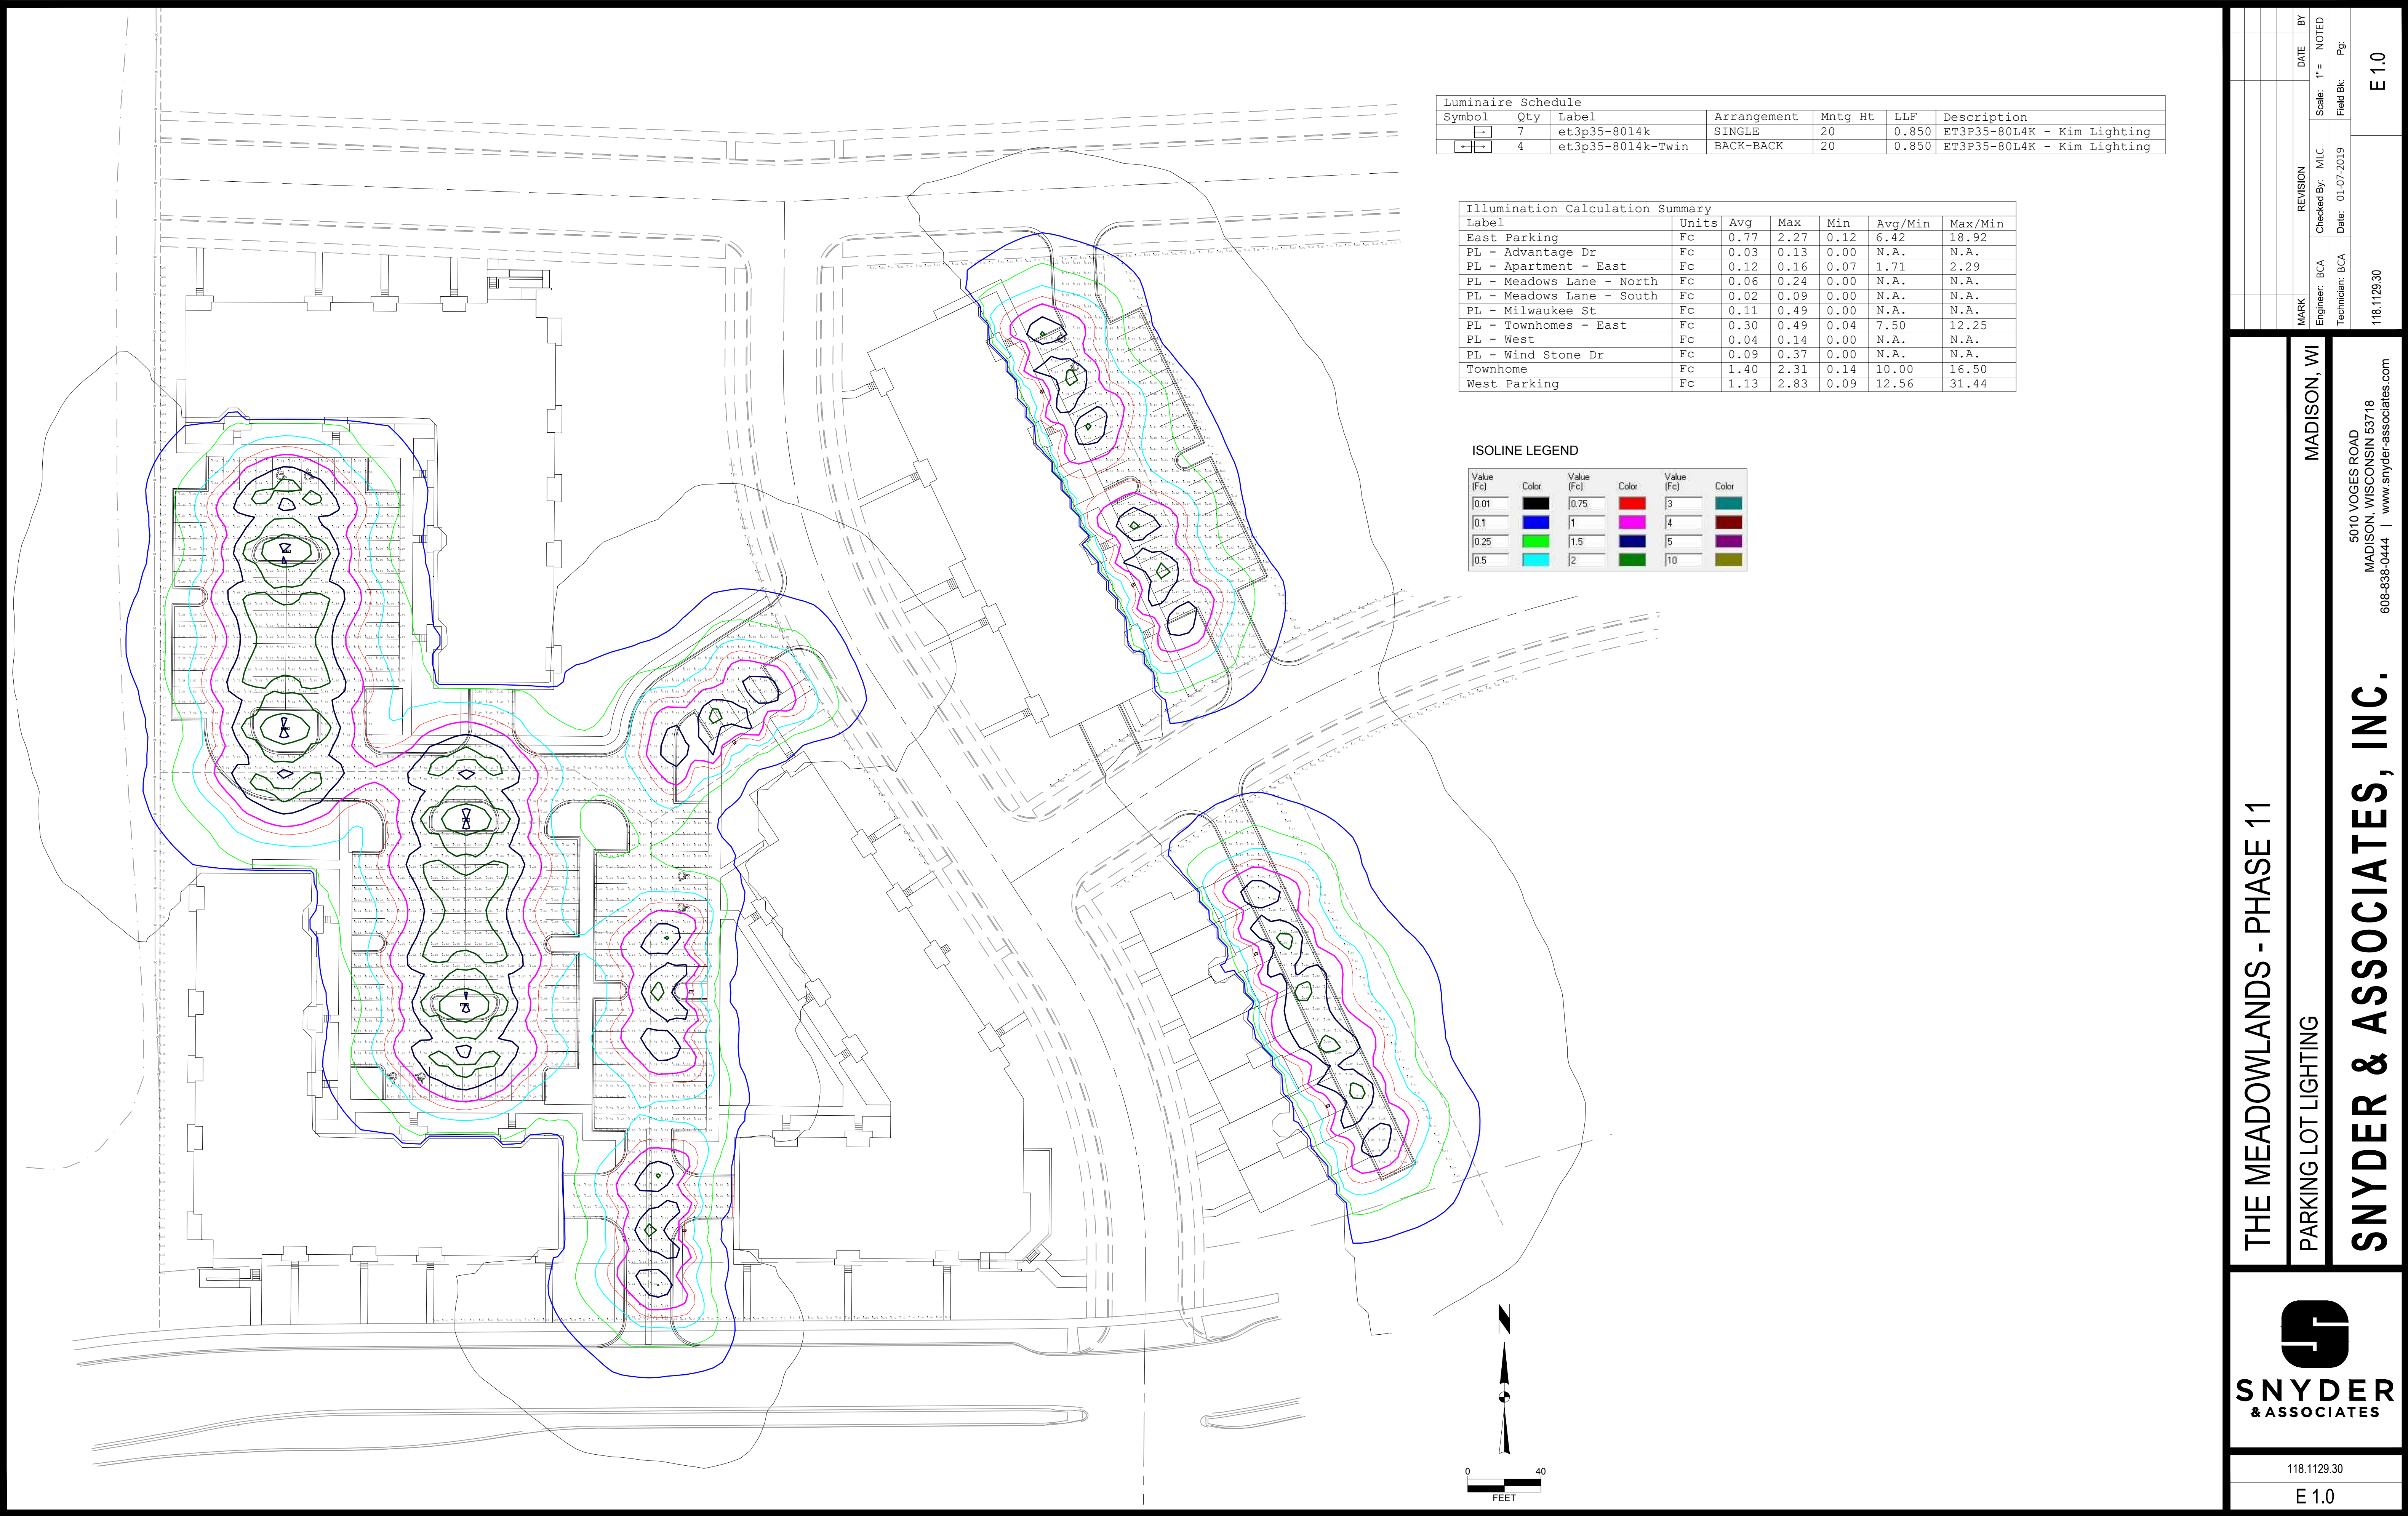 Luminaire Schedule
Symbol Qty Label Arrangement Mntg Ht LLF Description
7 et3p35-80l4k SINGLE 20 0.850 ET3P35-80L4K - Kim Lighting
4 et3p35-80l4k-Twin BACK-BACK 20 0.850 ET3P35-80L4K - Kim Lighting
Illumination Calculation Summary
Label Units Avg Max Min Avg/Min Max/Min
East Parking Fc 0.77 2.27 0.12 6.42 18.92
PL - Advantage Dr Fc 0.03 0.13 0.00 N.A. N.A.
PL - Apartment - East Fc 0.12 0.16 0.07 1.71 2.29
PL - Meadows Lane - North Fc 0.06 0.24 0.00 N.A. N.A.
PL - Meadows Lane - South Fc 0.02 0.09 0.00 N.A. N.A.
PL - Milwaukee St Fc 0.11 0.49 0.00 N.A. N.A.
PL - Townhomes - East Fc 0.30 0.49 0.04 7.50 12.25
PL - West Fc 0.04 0.14 0.00 N.A. N.A.
PL - Wind Stone Dr Fc 0.09 0.37 0.00 N.A. N.A.
Townhome Fc 1.40 2.31 0.14 10.00 16.50
West Parking Fc 1.13 2.83 0.09 12.56 31.44
ISOLINE LEGEND
Value (Fc) Color Value (Fc) Color Value (Fc) Color
0.01 0.75 3
0.1 1 4
0.25 1.5 5
0.5 2 10
N
0 40
FEET
MARK REVISION DATE BY
Engineer: BCA Checked By: MLC Scale: 1" = NOTED
Technician: BCA Date: 01-07-2019 Field Bk: Pg:
118.1129.30 E 1.0
THE MEADOWLANDS - PHASE 11
PARKING LOT LIGHTING
MADISON, WI
SNYDER & ASSOCIATES, INC.
5010 VOGES ROAD
MADISON, WISCONSIN 53718
608-838-0444 | www.snyder-associates.com
SNYDER
& ASSOCIATES
118.1129.30
E 1.0